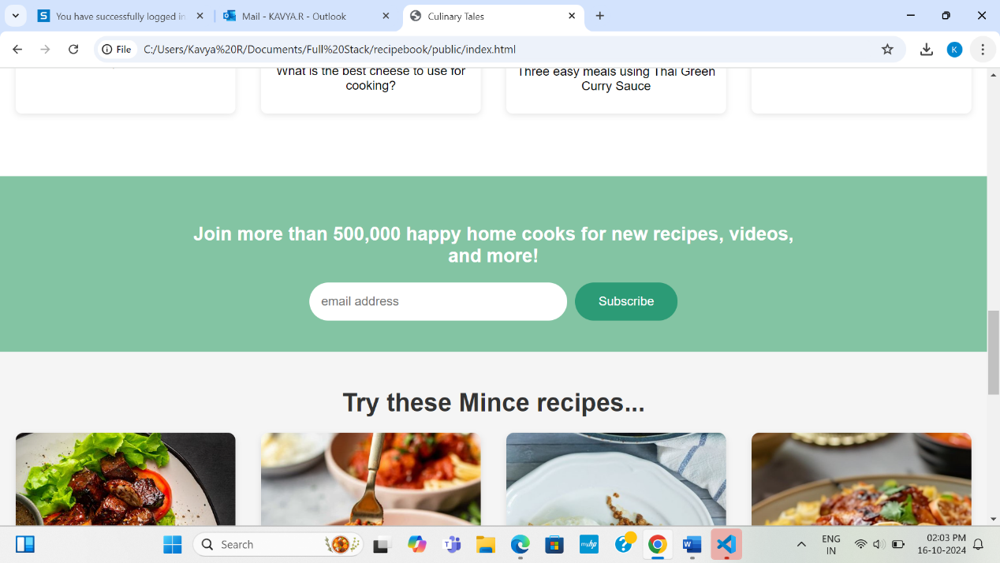 You have successfully logged in
Mail - KAVYA.R - Outlook
Culinary Tales
File
C:/Users/Kavya%20R/Documents/Full%20Stack/recipebook/public/index.html
K
What is the best cheese to use for
cooking?
Three easy meals using Thai Green
Curry Sauce
Join more than 500,000 happy home cooks for new recipes, videos,
and more!
email address
Subscribe
Try these Mince recipes...
Search
ENG
IN
02:03 PM
16-10-2024